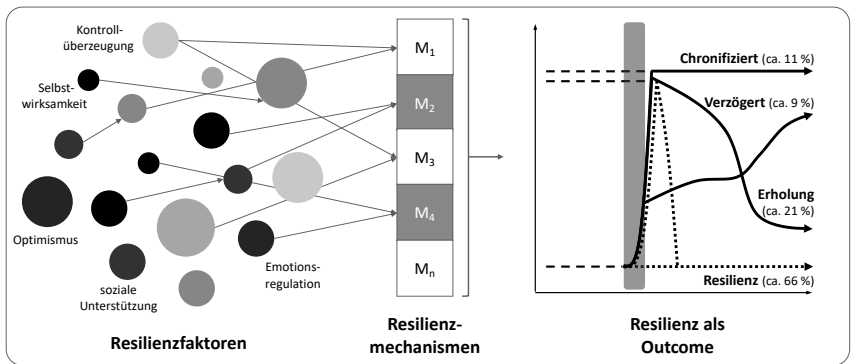 Kontroll-
überzeugung
Selbst-
wirksamkeit
Optimismus
soziale
Unterstützung
Emotions-
regulation
Resilienzfaktoren
M1
M2
M3
M4
Mn
Resilienz-
mechanismen
Chronifiziert (ca. 11 %)
Verzögert (ca. 9 %)
Erholung
(ca. 21 %)
Resilienz (ca. 66 %)
Resilienz als
Outcome